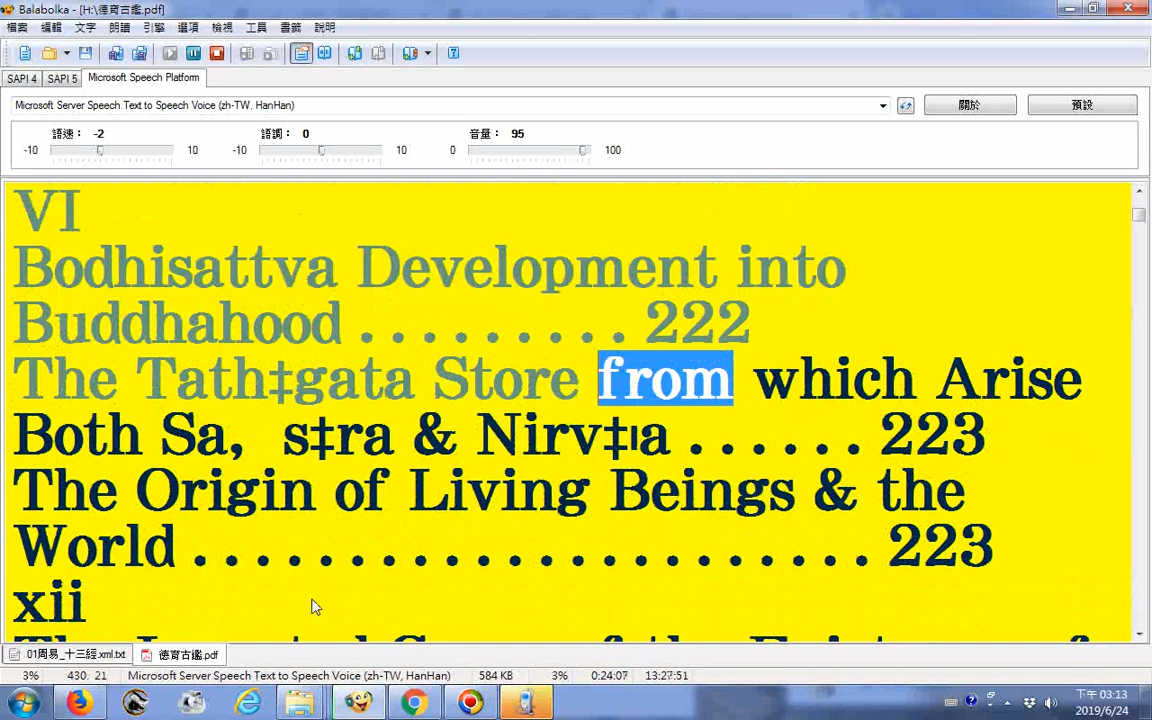 Balabolka - [H:\德育古鑑.pdf]
檔案 編輯 文字 朗讀 引擎 選項 檢視 工具 書籤 說明
SAPI 4 SAPI 5 Microsoft Speech Platform
Microsoft Server Speech Text to Speech Voice (zh-TW, HanHan) 關於 預設
語速： -2 語調： 0 音量： 95
-10 10 -10 10 0 100
VI
Bodhisattva Development into
Buddhahood . . . . . . . . . 222
The Tath‡gata Store from which Arise
Both Sa, s‡ra & Nirv‡ıa . . . . . . 223
The Origin of Living Beings & the
World . . . . . . . . . . . . . . . . . . . . . . 223
xii
01周易_十三經.xml.txt 德育古鑑.pdf
3% 430: 21 Microsoft Server Speech Text to Speech Voice (zh-TW, HanHan) 584 KB 3% 0:24:07 13:27:51
下午 03:13
2019/6/24